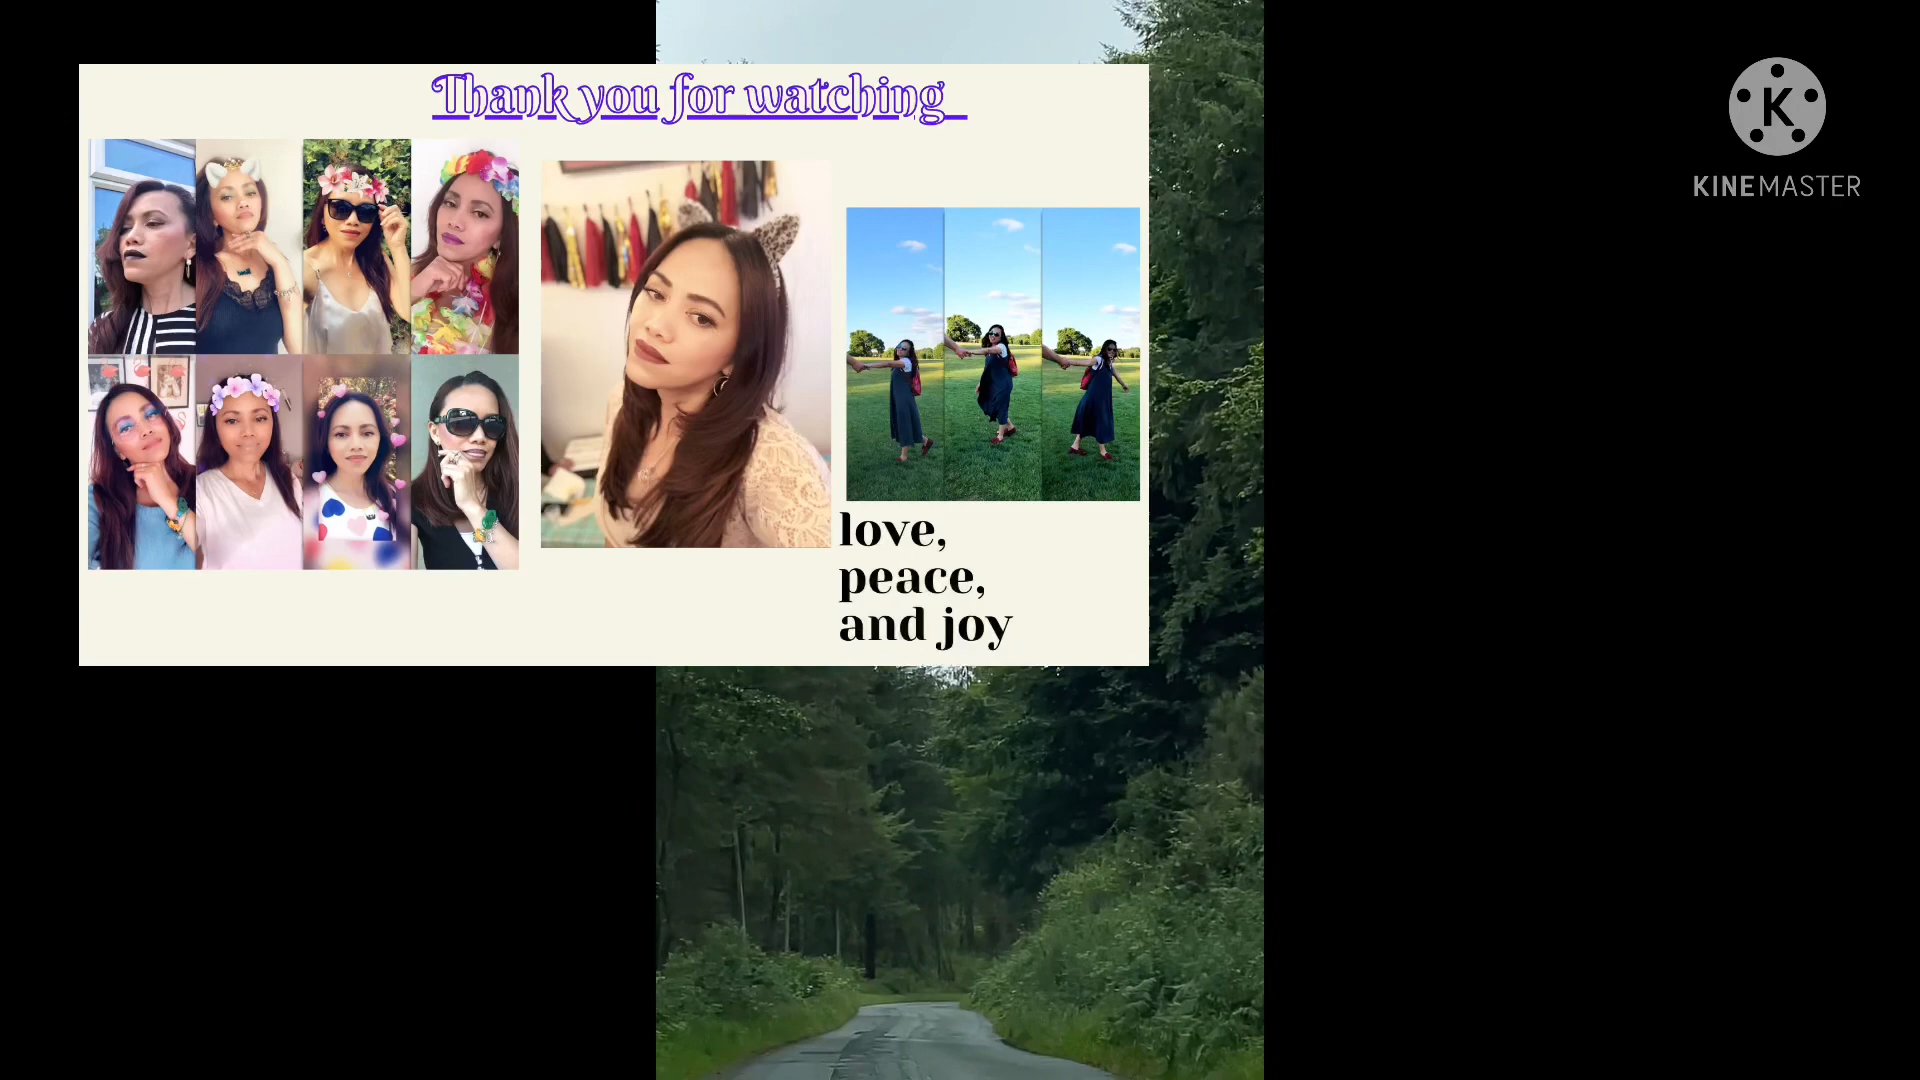 Thank you for watching
love,
peace,
and joy
K
KINEMASTER